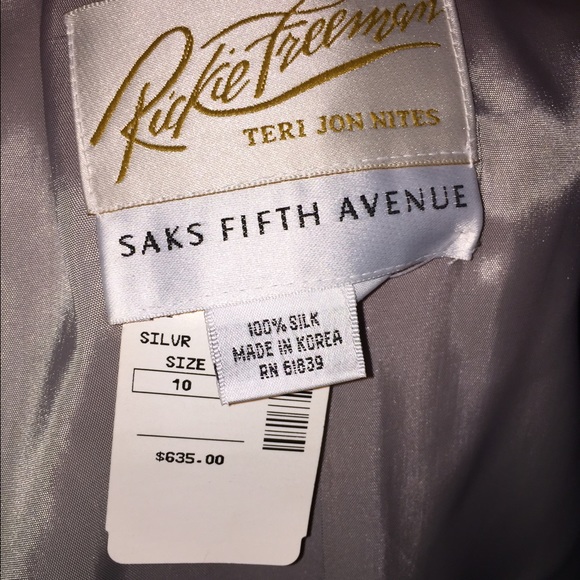 Rickie Freeman
TERI JON NITES
SAKS FIFTH AVENUE
100% SILK
MADE IN KOREA
RN 61839
SILVR
SIZE
10
$635.00